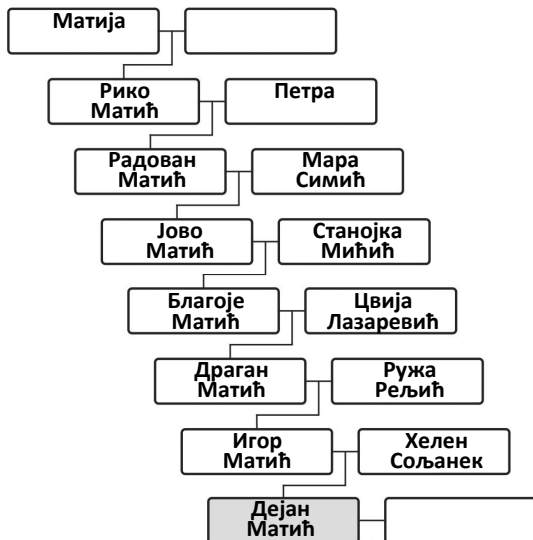 Матија
Рико
Матић
Петра
Радован
Матић
Мара
Симић
Јово
Матић
Станојка
Мићић
Благоје
Матић
Цвија
Лазаревић
Драган
Матић
Ружа
Рељић
Игор
Матић
Хелен
Сољанек
Дејан
Матић